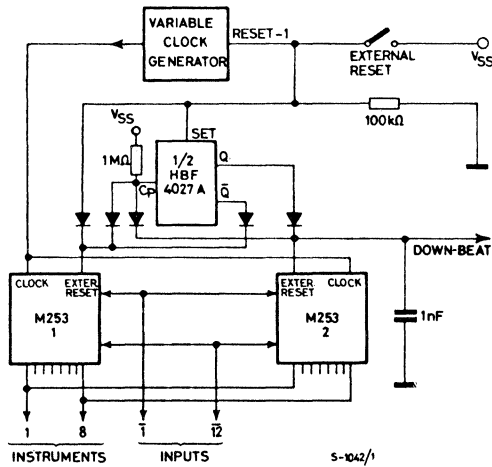 VARIABLE
CLOCK
GENERATOR
RESET-1
EXTERNAL
RESET
VSS
100kΩ
VSS
1MΩ
SET
1/2
HBF
4027A
CP
Q
Q̅
DOWN-BEAT
CLOCK
EXTER.
RESET
M253
1
EXTER.
RESET
CLOCK
M253
2
1nF
1
8
1̅
1̅2̅
INSTRUMENTS
INPUTS
S-1042/1